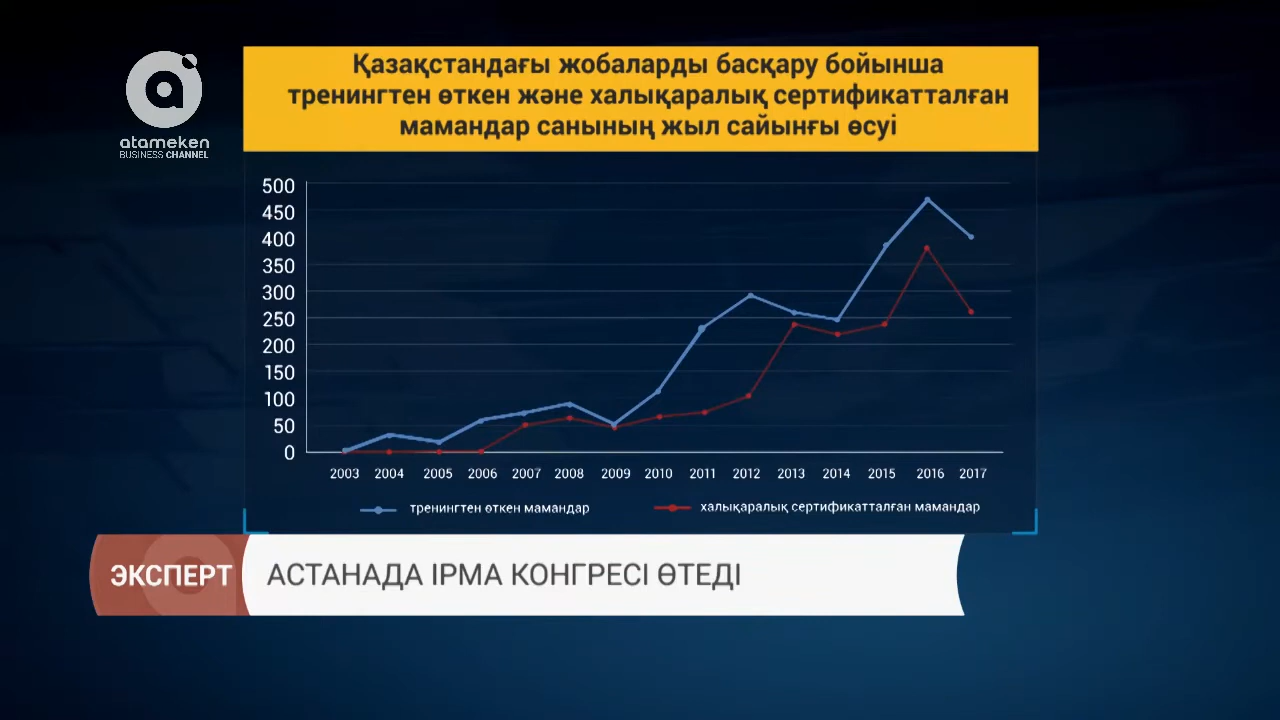 atameken
BUSINESS CHANNEL
Қазақстандағы жобаларды басқару бойынша
тренингтен өткен және халықаралық сертификатталған
мамандар санының жыл сайынғы өсуі
500
450
400
350
300
250
200
150
100
50
0
2003 2004 2005 2006 2007 2008 2009 2010 2011 2012 2013 2014 2015 2016 2017
тренингтен өткен мамандар
халықаралық сертификатталған мамандар
ЭКСПЕРТ
АСТАНАДА IPMA КОНГРЕСІ ӨТЕДІ